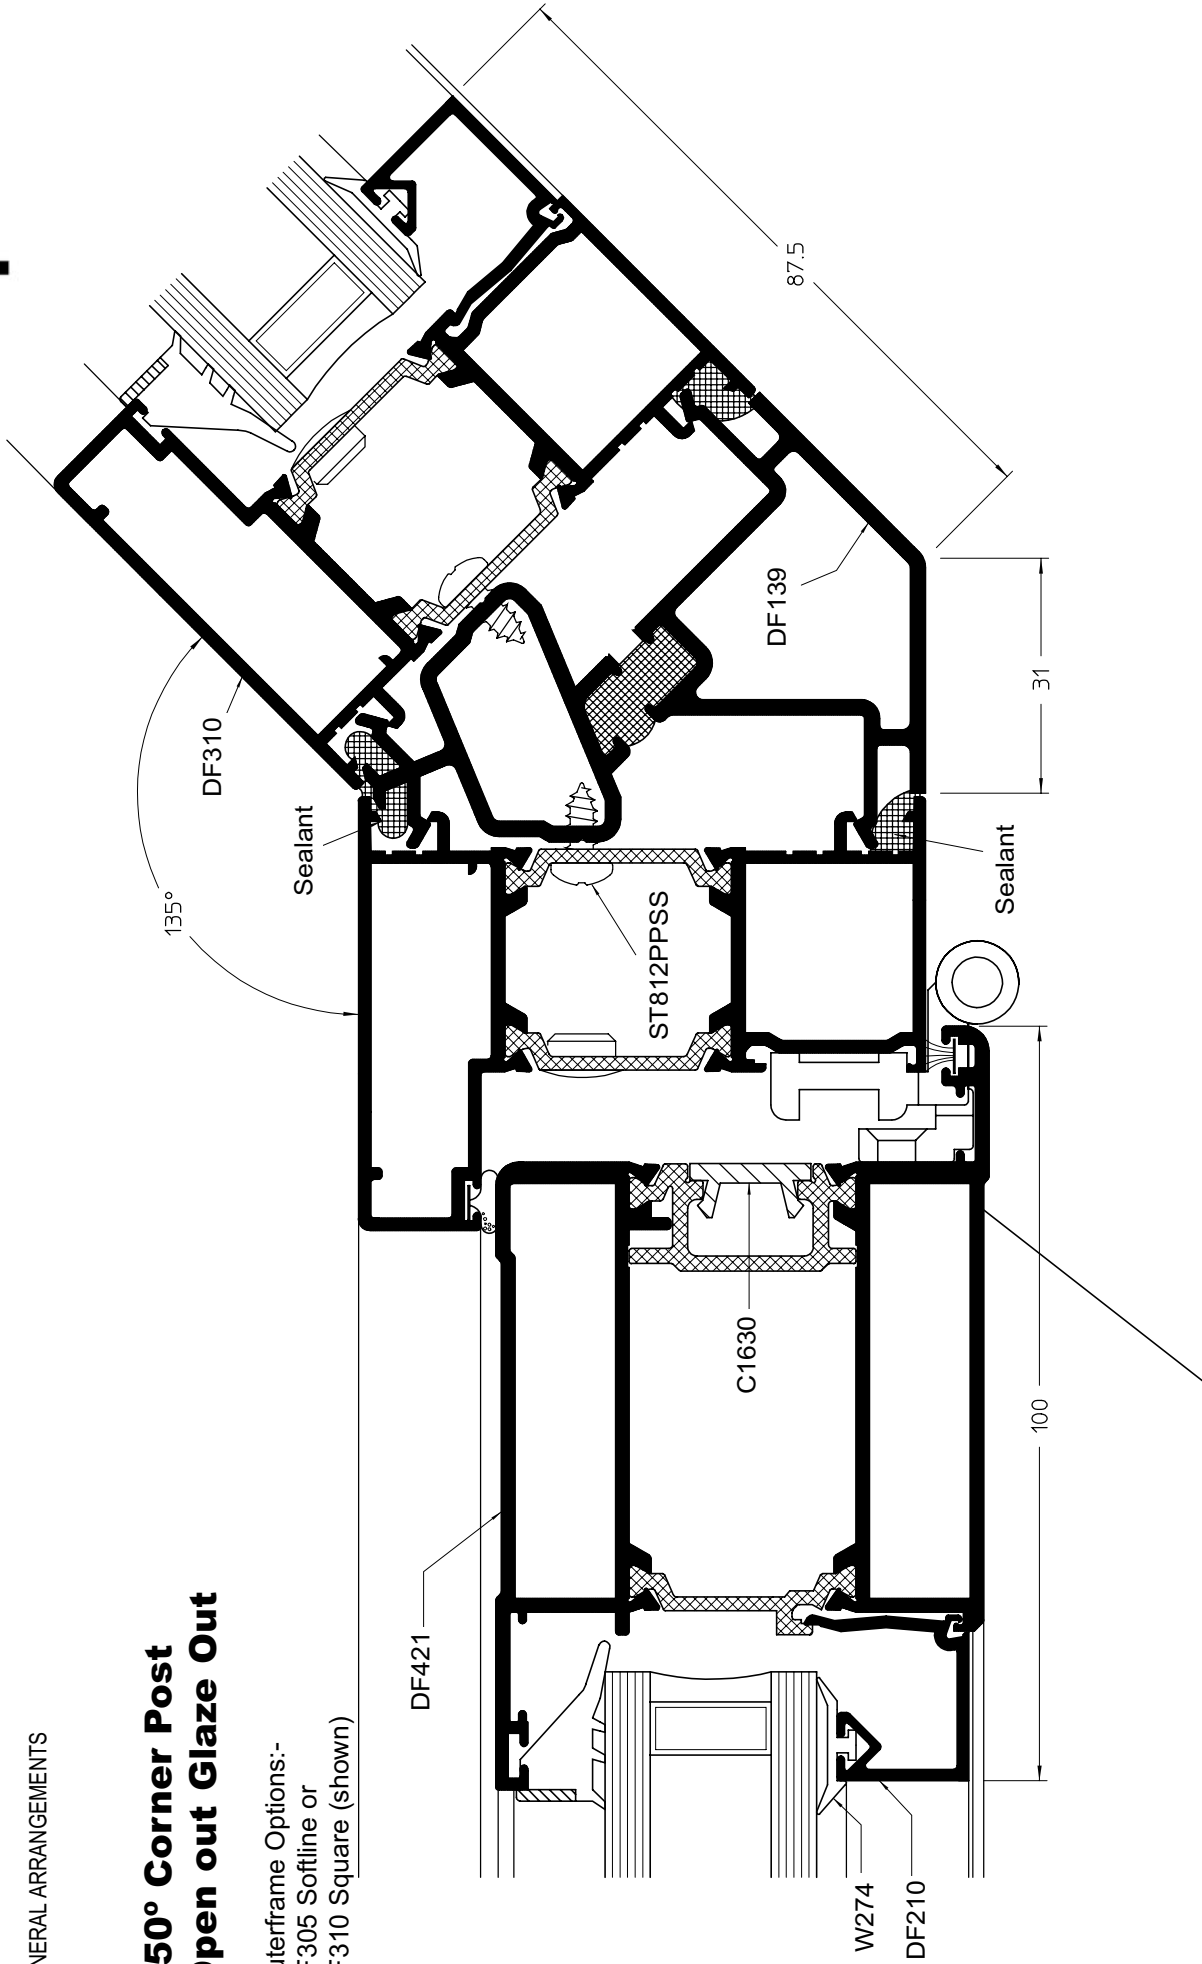 NERAL ARRANGEMENTS
50° Corner Post
Open out Glaze Out
uterframe Options:-
F305 Softline or
F310 Square (shown)
135°
DF310
Sealant
DF421
ST812PPSS
C1630
DF139
87.5
31
Sealant
100
W274
DF210